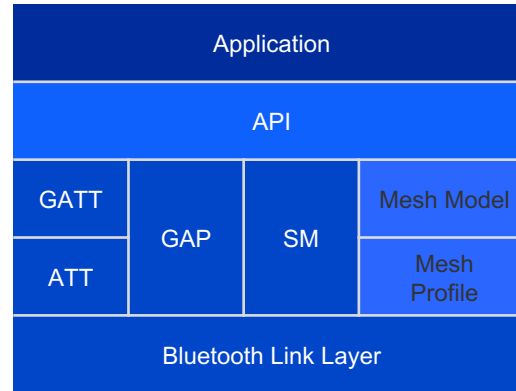 Application
API
GATT
GAP
SM
Mesh Model
ATT
Mesh
Profile
Bluetooth Link Layer